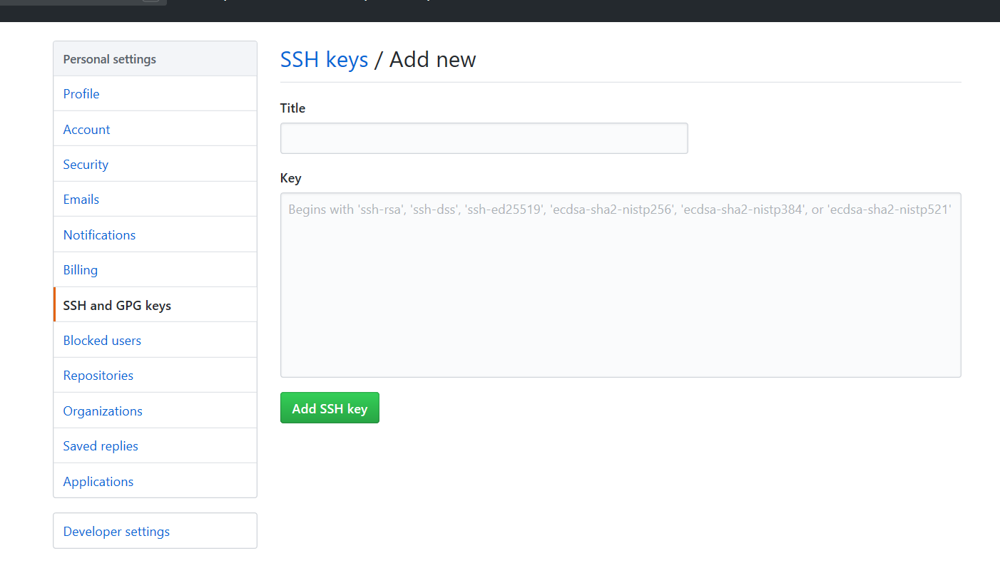 Personal settings
Profile
Account
Security
Emails
Notifications
Billing
SSH and GPG keys
Blocked users
Repositories
Organizations
Saved replies
Applications
Developer settings
SSH keys / Add new
Title
Key
Begins with 'ssh-rsa', 'ssh-dss', 'ssh-ed25519', 'ecdsa-sha2-nistp256', 'ecdsa-sha2-nistp384', or 'ecdsa-sha2-nistp521'
Add SSH key